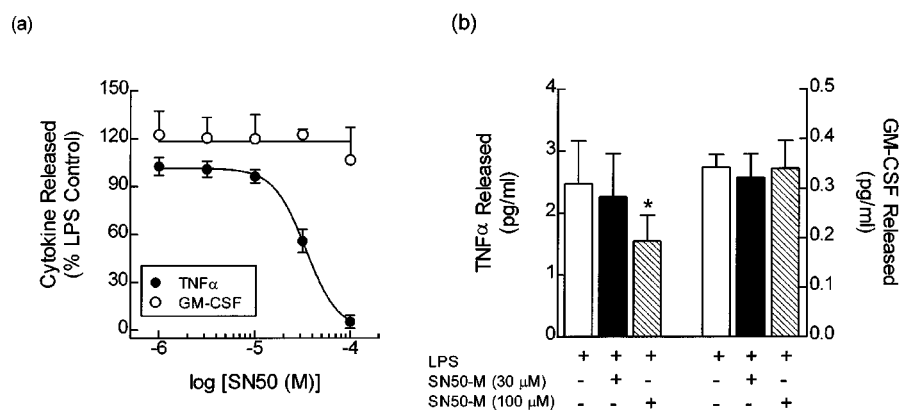 (a)
Cytokine Released
(% LPS Control)
150
120
90
60
30
0
TNFα
GM-CSF
-6 -5 -4
log [SN50 (M)]
(b)
TNFα Released
(pg/ml)
4
3
2
1
0
*
0.5
0.4
0.3
0.2
0.1
0.0
GM-CSF Released
(pg/ml)
LPS + + + + + +
SN50-M (30 μM) - + - - + -
SN50-M (100 μM) - - + - - +